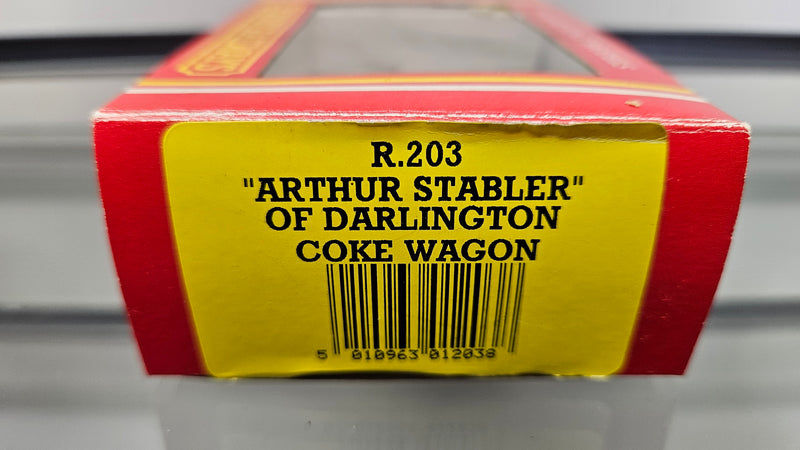 R.203
"ARTHUR STABLER"
OF DARLINGTON
COKE WAGON
5 010963 012038